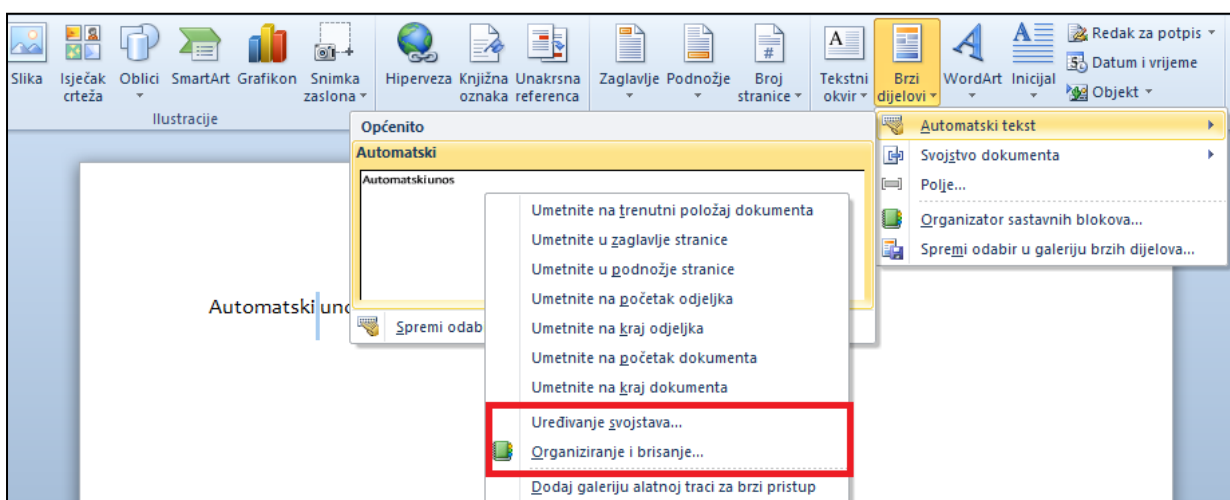 Slika
Isječak crteža
Oblici
SmartArt
Grafikon
Snimka zaslona
Hiperveza
Knjižna oznaka
Unakrsna referenca
Zaglavlje
Podnožje
Broj stranice
#
A
Tekstni okvir
Brzi dijelovi
A
WordArt
A
Inicijal
Redak za potpis
5
Datum i vrijeme
Objekt
Ilustracije
Općenito
Automatski
Automatskiunos
Spremi odab
Automatski tekst
Svojstvo dokumenta
Polje...
Organizator sastavnih blokova...
Spremi odabir u galeriju brzih dijelova...
Umetnite na trenutni položaj dokumenta
Umetnite u zaglavlje stranice
Umetnite u podnožje stranice
Umetnite na početak odjeljka
Umetnite na kraj odjeljka
Umetnite na početak dokumenta
Umetnite na kraj dokumenta
Uređivanje svojstava...
Organiziranje i brisanje...
Dodaj galeriju alatnoj traci za brzi pristup
Automatski uno